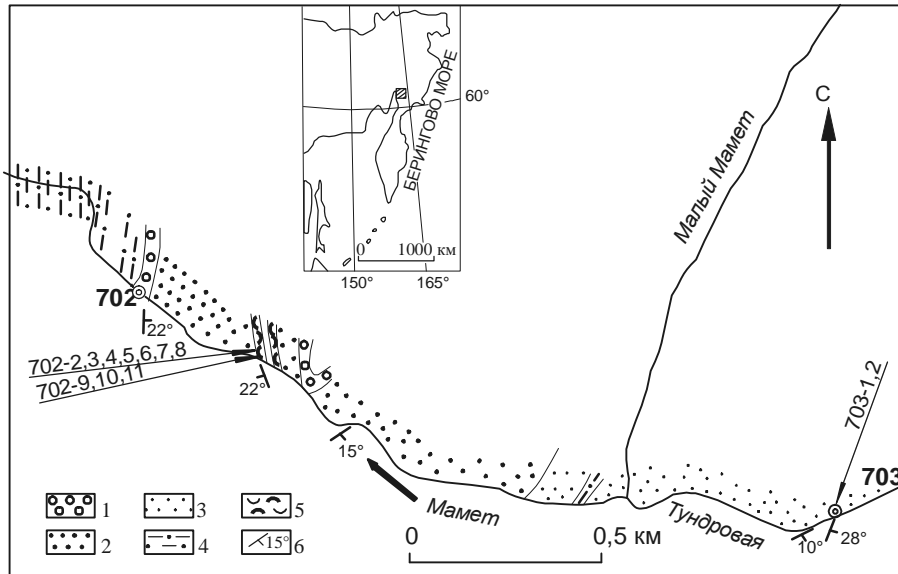 60°
БЕРИНГОВО МОРЕ
0 1000 км
150° 165°
С
Малый Мамет
702
22°
702-2,3,4,5,6,7,8
702-9,10,11
22°
15°
703-1,2
703
Мамет
Тундровая
10° 28°
0 0,5 км
1 3 5
2 4 15° 6